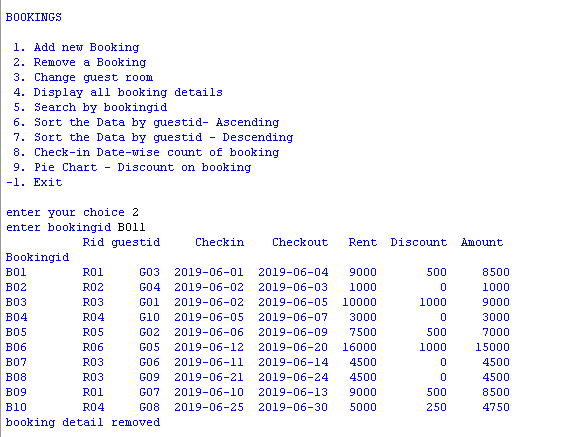 BOOKINGS
1. Add new Booking
2. Remove a Booking
3. Change guest room
4. Display all booking details
5. Search by bookingid
6. Sort the Data by guestid- Ascending
7. Sort the Data by guestid - Descending
8. Check-in Date-wise count of booking
9. Pie Chart - Discount on booking
-1. Exit
enter your choice 2
enter bookingid B011
Rid guestid Checkin Checkout Rent Discount Amount
Bookingid
B01 R01 G03 2019-06-01 2019-06-04 9000 500 8500
B02 R02 G04 2019-06-02 2019-06-03 1000 0 1000
B03 R03 G01 2019-06-02 2019-06-05 10000 1000 9000
B04 R04 G10 2019-06-05 2019-06-07 3000 0 3000
B05 R05 G02 2019-06-06 2019-06-09 7500 500 7000
B06 R06 G05 2019-06-12 2019-06-20 16000 1000 15000
B07 R03 G06 2019-06-11 2019-06-14 4500 0 4500
B08 R03 G09 2019-06-21 2019-06-24 4500 0 4500
B09 R01 G07 2019-06-10 2019-06-13 9000 500 8500
B10 R04 G08 2019-06-25 2019-06-30 5000 250 4750
booking detail removed